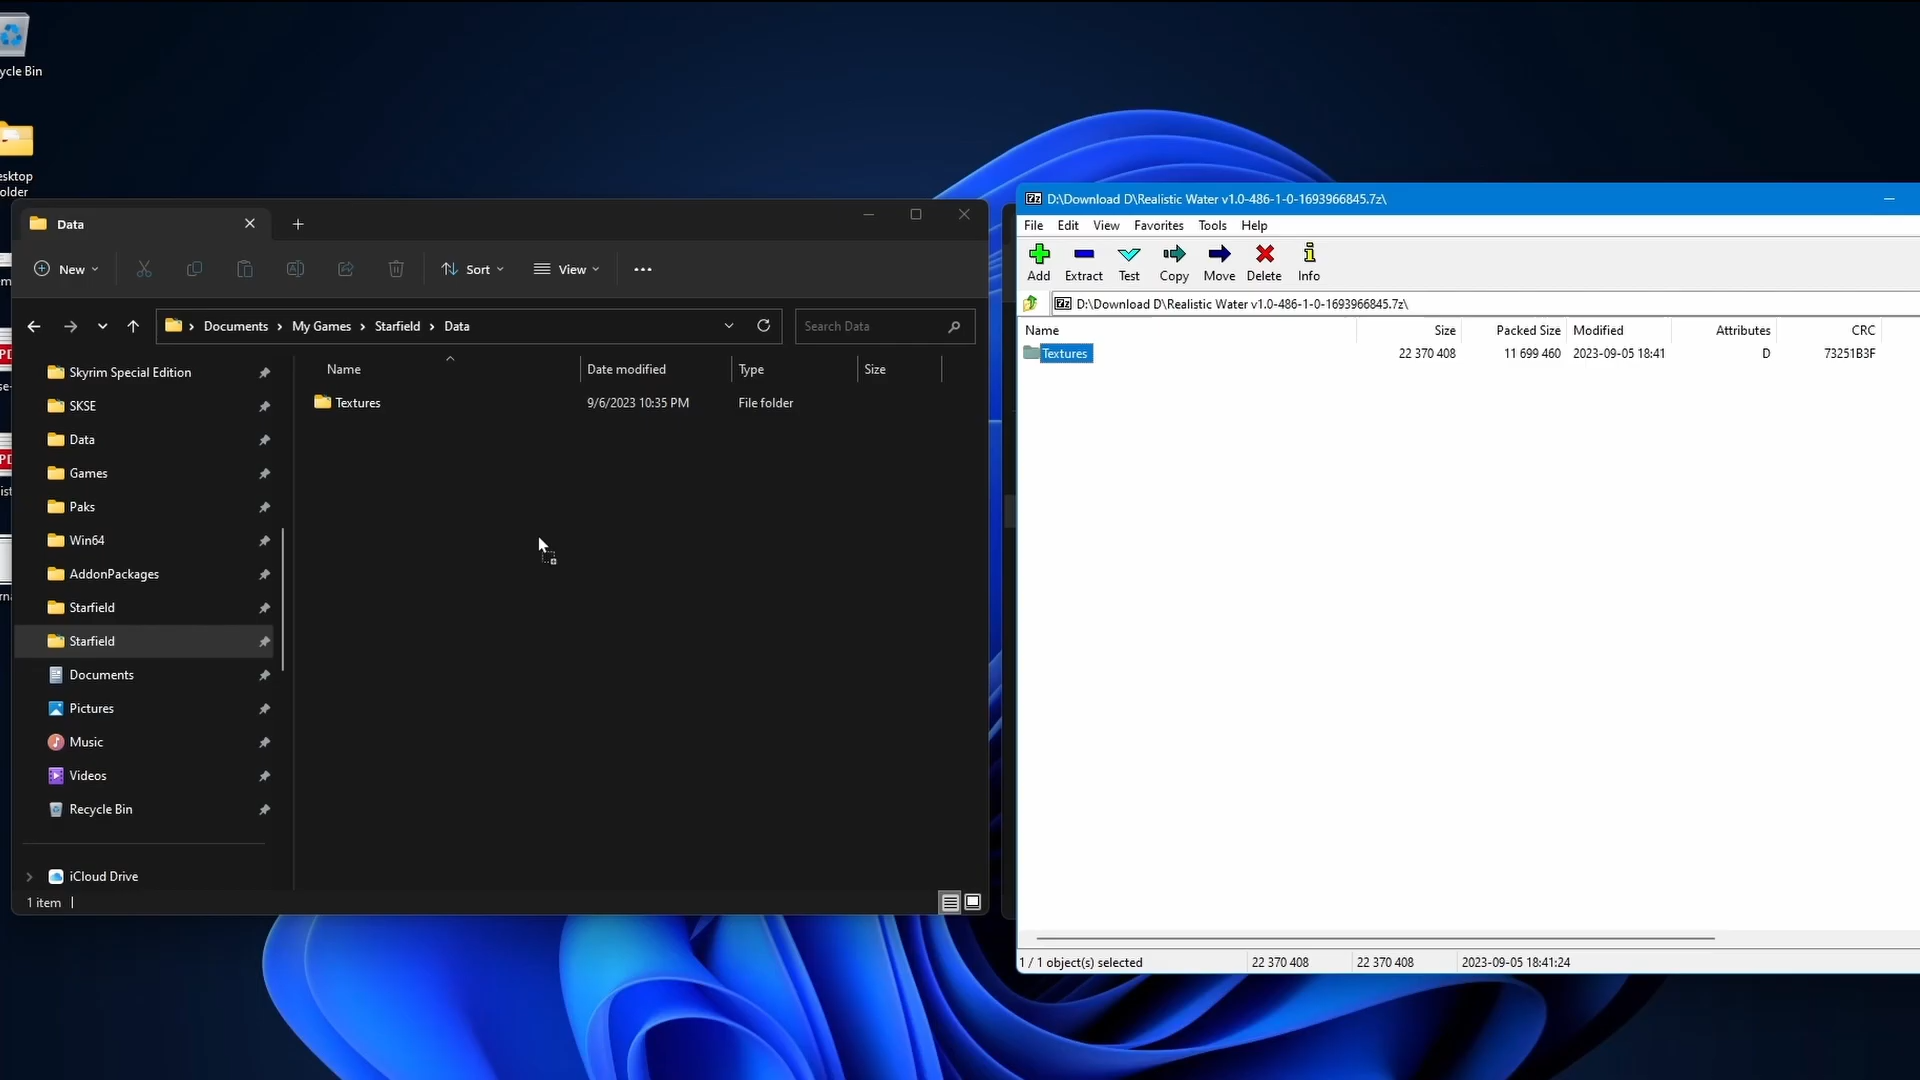 ycle Bin
esktop
older
Data
New
Sort
View
Documents
My Games
Starfield
Data
Search Data
Name
Date modified
Type
Size
Textures
9/6/2023 10:35 PM
File folder
Skyrim Special Edition
SKSE
Data
Games
Paks
Win64
AddonPackages
Starfield
Starfield
Documents
Pictures
Music
Videos
Recycle Bin
iCloud Drive
1 item
D:\Download D\Realistic Water v1.0-486-1-0-1693966845.7z\
File Edit View Favorites Tools Help
Add Extract Test Copy Move Delete Info
D:\Download D\Realistic Water v1.0-486-1-0-1693966845.7z\
Name Size Packed Size Modified Attributes CRC
Textures 22 370 408 11 699 460 2023-09-05 18:41 D 73251B3F
1 / 1 object(s) selected 22 370 408 22 370 408 2023-09-05 18:41:24